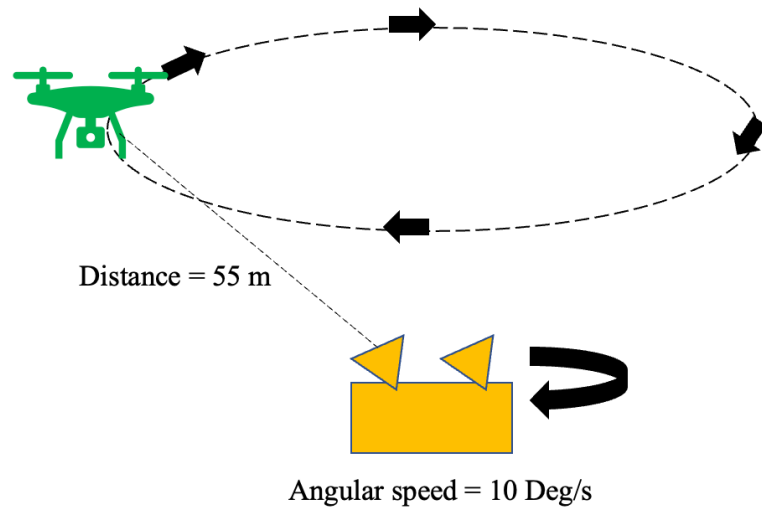 Distance = 55 m
Angular speed = 10 Deg/s